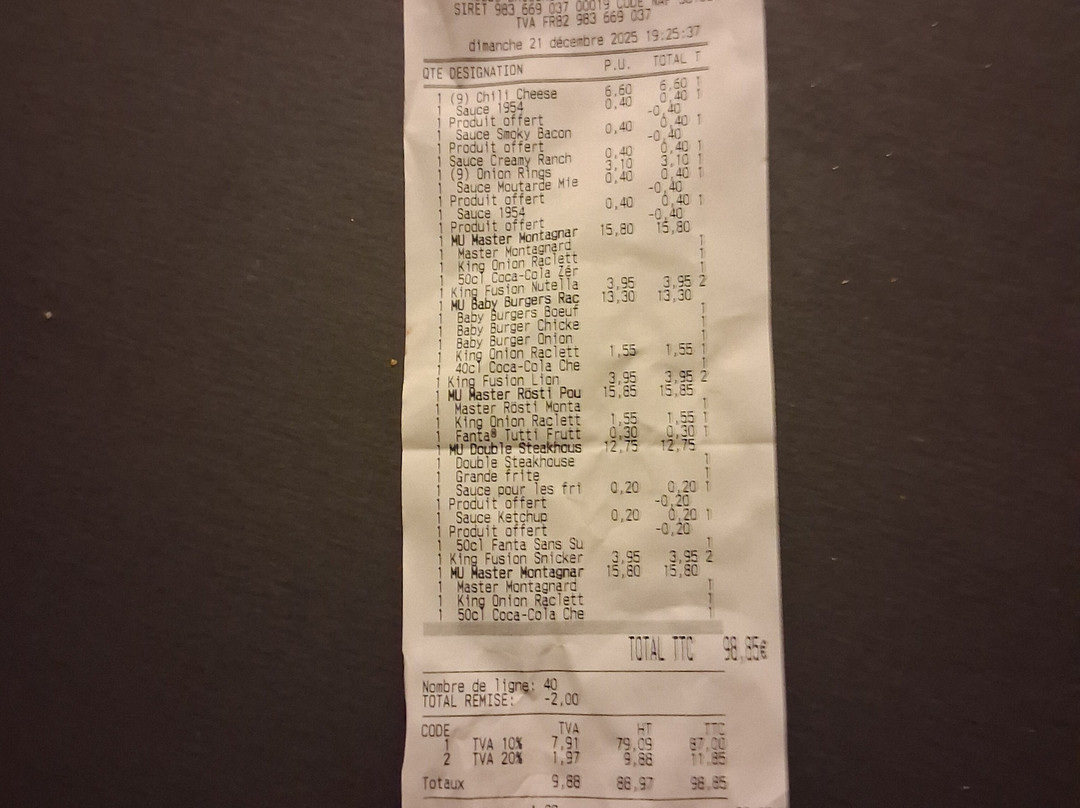 SIRET 983 669 037 00019 CODE NAF
TVA FR82 983 669 037
dimanche 21 décembre 2025 19:25:37
QTE DESIGNATION P.U. TOTAL T
1 (9) Chili Cheese 6,60 6,60 1
1 Sauce 1954 0,40 0,40 1
1 Produit offert -0,40
1 Sauce Smoky Bacon 0,40 0,40 1
1 Produit offert -0,40
1 Sauce Creamy Ranch 0,40 0,40 1
1 (9) Onion Rings 3,10 3,10 1
1 Sauce Moutarde Mie 0,40 0,40 1
1 Produit offert -0,40
1 Sauce 1954 0,40 0,40 1
1 Produit offert -0,40
1 MU Master Montagnar 15,80 15,80
1 Master Montagnard 1
1 King Onion Raclett 1
1 50cl Coca-Cola Zér 1
1 King Fusion Nutella 3,95 3,95 2
1 MU Baby Burgers Rac 13,30 13,30
1 Baby Burgers Boeuf 1
1 Baby Burger Chicke 1
1 Baby Burger Onion 1
1 King Onion Raclett 1,55 1,55 1
1 40cl Coca-Cola Che 1
1 King Fusion Lion 3,95 3,95 2
1 MU Master Rösti Pou 15,85 15,85
1 Master Rösti Monta 1
1 King Onion Raclett 1,55 1,55 1
1 Fanta® Tutti Frutt 0,30 0,30 1
1 MU Double Steakhous 12,75 12,75
1 Double Steakhouse 1
1 Grande frite 1
1 Sauce pour les fri 0,20 0,20 1
1 Produit offert -0,20
1 Sauce Ketchup 0,20 0,20 1
1 Produit offert -0,20
1 50cl Fanta Sans Su 1
1 King Fusion Snicker 3,95 3,95 2
1 MU Master Montagnar 15,80 15,80
1 Master Montagnard 1
1 King Onion Raclett 1
1 50cl Coca-Cola Che 1
TOTAL TTC 98,85€
Nombre de ligne: 40
TOTAL REMISE: -2,00
CODE TVA HT TTC
1 TVA 10% 7,91 79,09 87,00
2 TVA 20% 1,97 9,88 11,85
Totaux 9,88 88,97 98,85